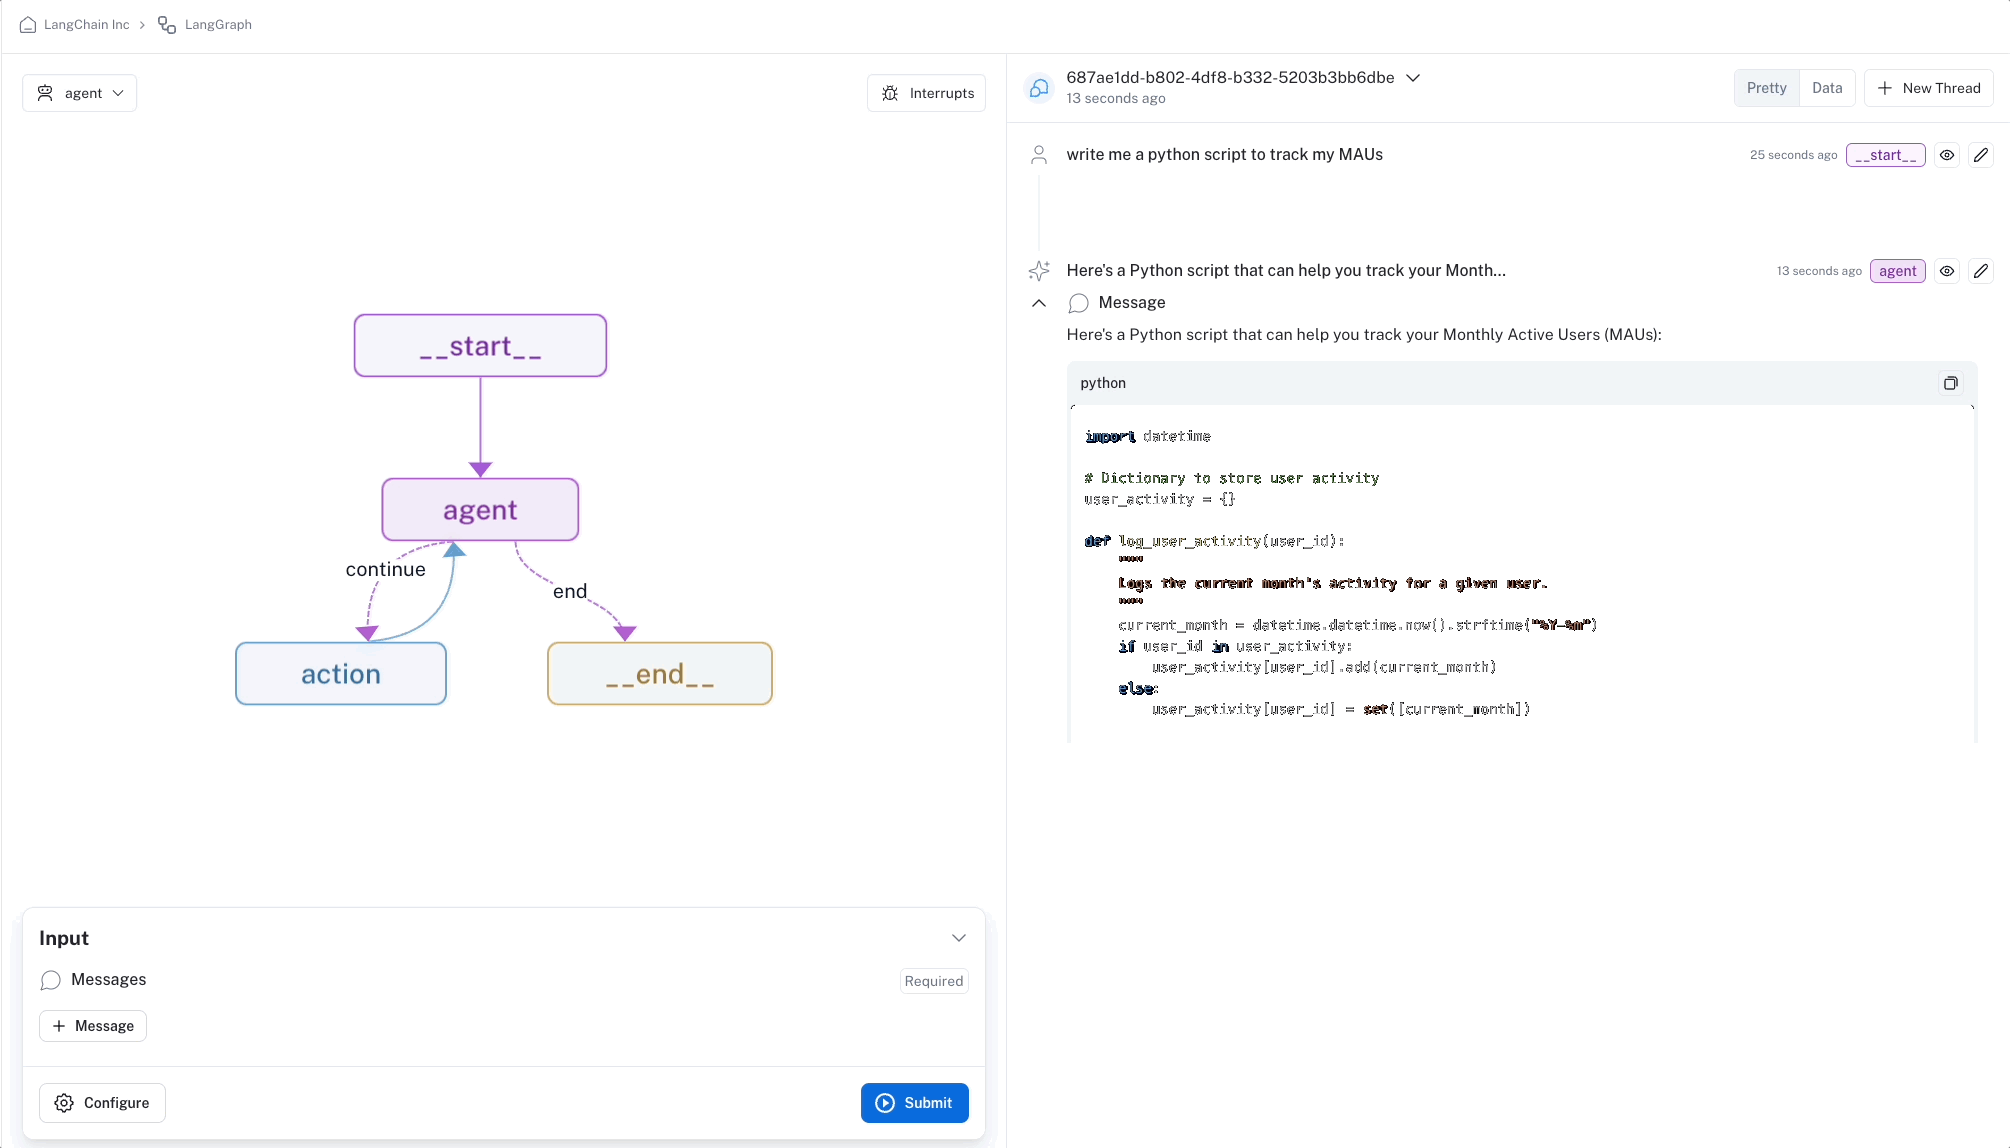 LangChain Inc > LangGraph
agent
Interrupts
__start__
agent
continue
end
action
__end__
Input
Messages
Required
+ Message
Configure
Submit
687ae1dd-b802-4df8-b332-5203b3bb6dbe
13 seconds ago
Pretty
Data
+ New Thread
write me a python script to track my MAUs
25 seconds ago
__start__
Here's a Python script that can help you track your Month...
13 seconds ago
agent
Message
Here's a Python script that can help you track your Monthly Active Users (MAUs):
python
import datetime
# Dictionary to store user activity
user_activity = {}
def log_user_activity(user_id):
"""
Logs the current month's activity for a given user.
"""
current_month = datetime.datetime.now().strftime("%Y-%m")
if user_id in user_activity:
user_activity[user_id].add(current_month)
else:
user_activity[user_id] = set([current_month])